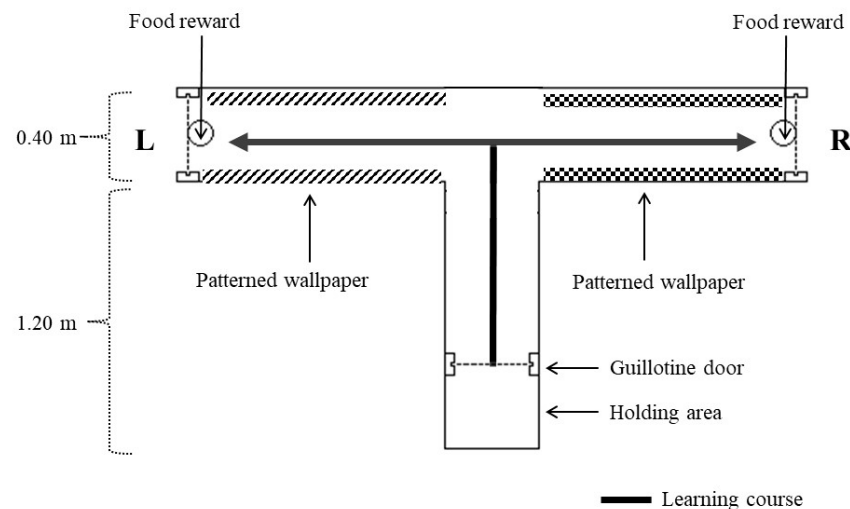 Food reward
Food reward
0.40 m
L
R
Patterned wallpaper
Patterned wallpaper
1.20 m
Guillotine door
Holding area
Learning course